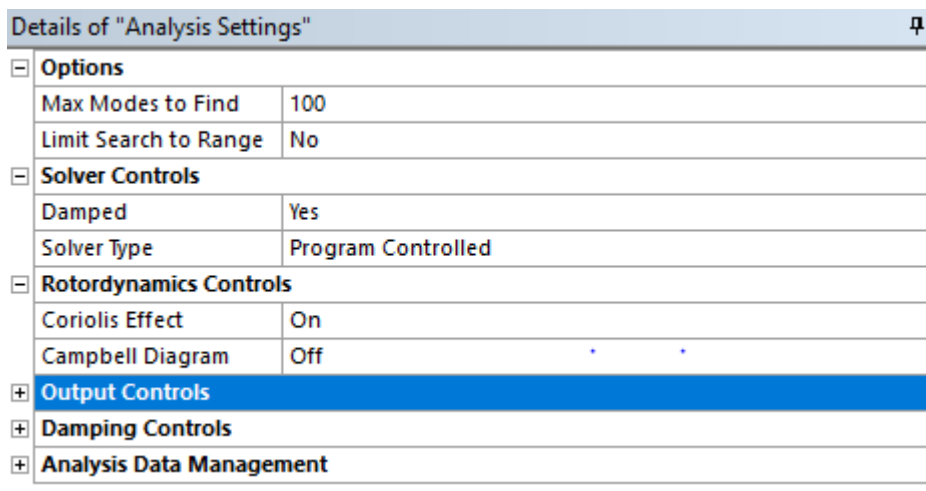 Details of "Analysis Settings"
Options
Max Modes to Find 100
Limit Search to Range No
Solver Controls
Damped Yes
Solver Type Program Controlled
Rotordynamics Controls
Coriolis Effect On
Campbell Diagram Off
Output Controls
Damping Controls
Analysis Data Management